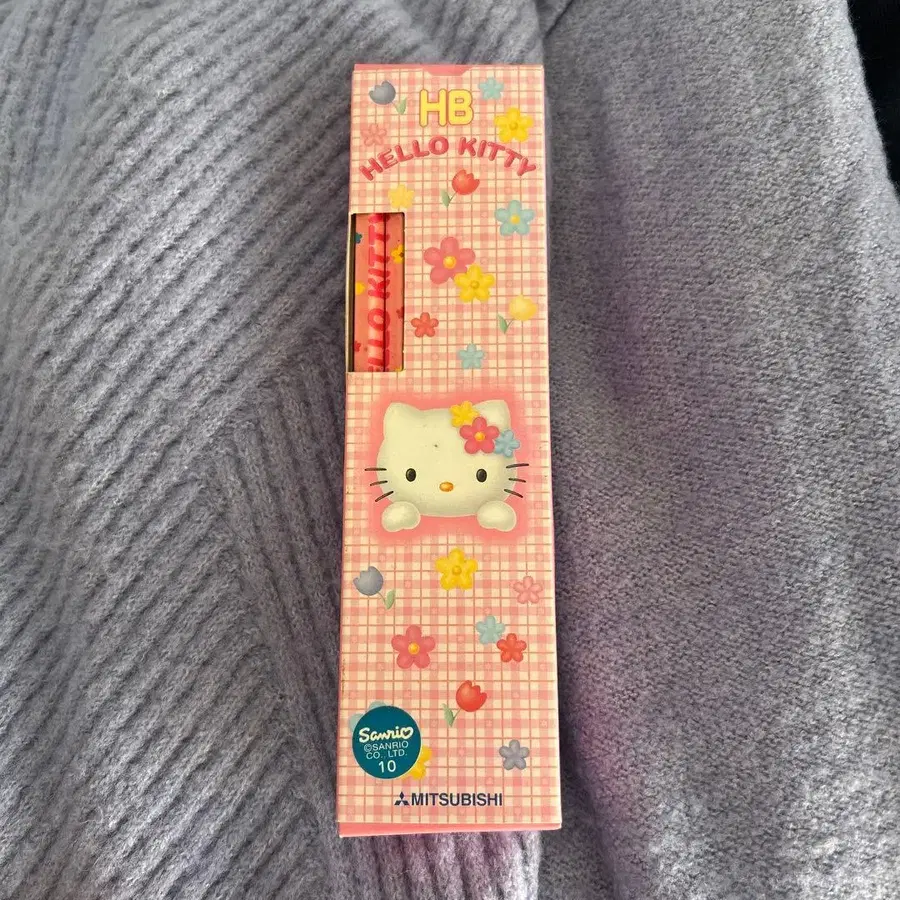 HB
HELLO KITTY
HELLO KITTY
Sanrio
©SANRIO
CO., LTD.
10
MITSUBISHI